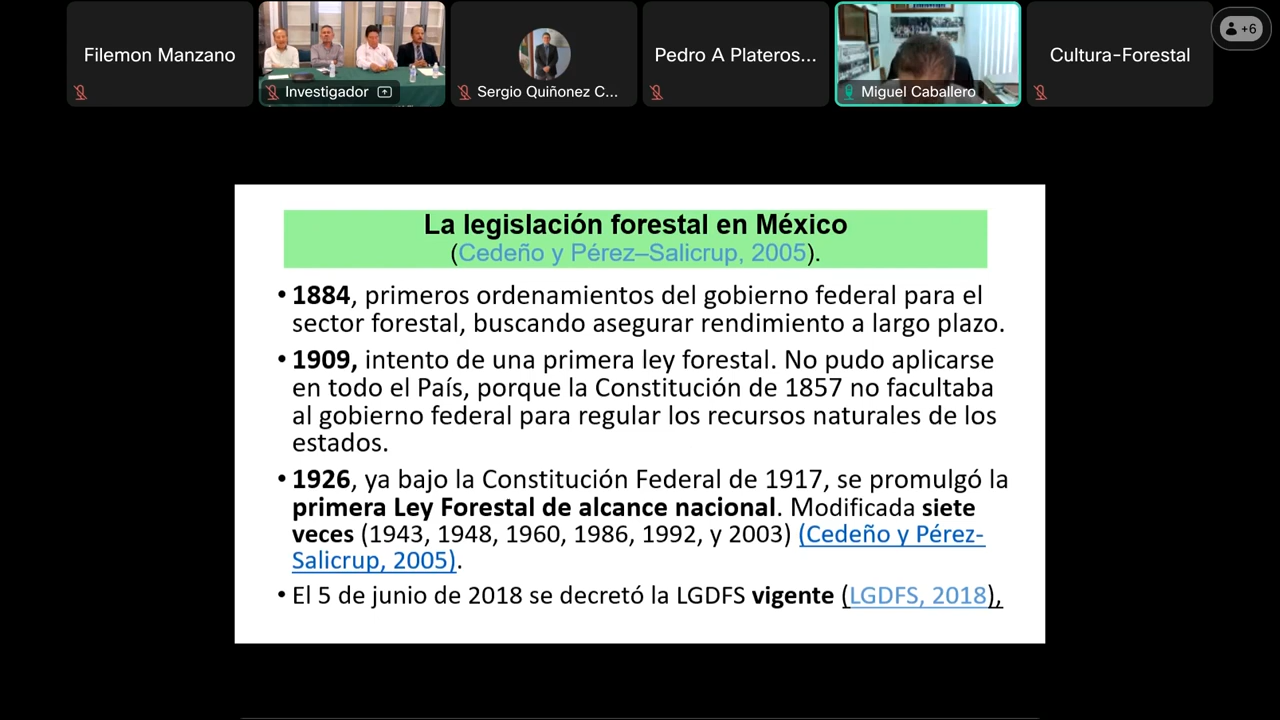 Filemon Manzano
Investigador
Sergio Quiñonez C...
Pedro A Plateros...
Miguel Caballero
Cultura-Forestal
+6
La legislación forestal en México
(Cedeño y Pérez–Salicrup, 2005).
• 1884, primeros ordenamientos del gobierno federal para el
sector forestal, buscando asegurar rendimiento a largo plazo.
• 1909, intento de una primera ley forestal. No pudo aplicarse
en todo el País, porque la Constitución de 1857 no facultaba
al gobierno federal para regular los recursos naturales de los
estados.
• 1926, ya bajo la Constitución Federal de 1917, se promulgó la
primera Ley Forestal de alcance nacional. Modificada siete
veces (1943, 1948, 1960, 1986, 1992, y 2003) (Cedeño y Pérez-
Salicrup, 2005).
• El 5 de junio de 2018 se decretó la LGDFS vigente (LGDFS, 2018),